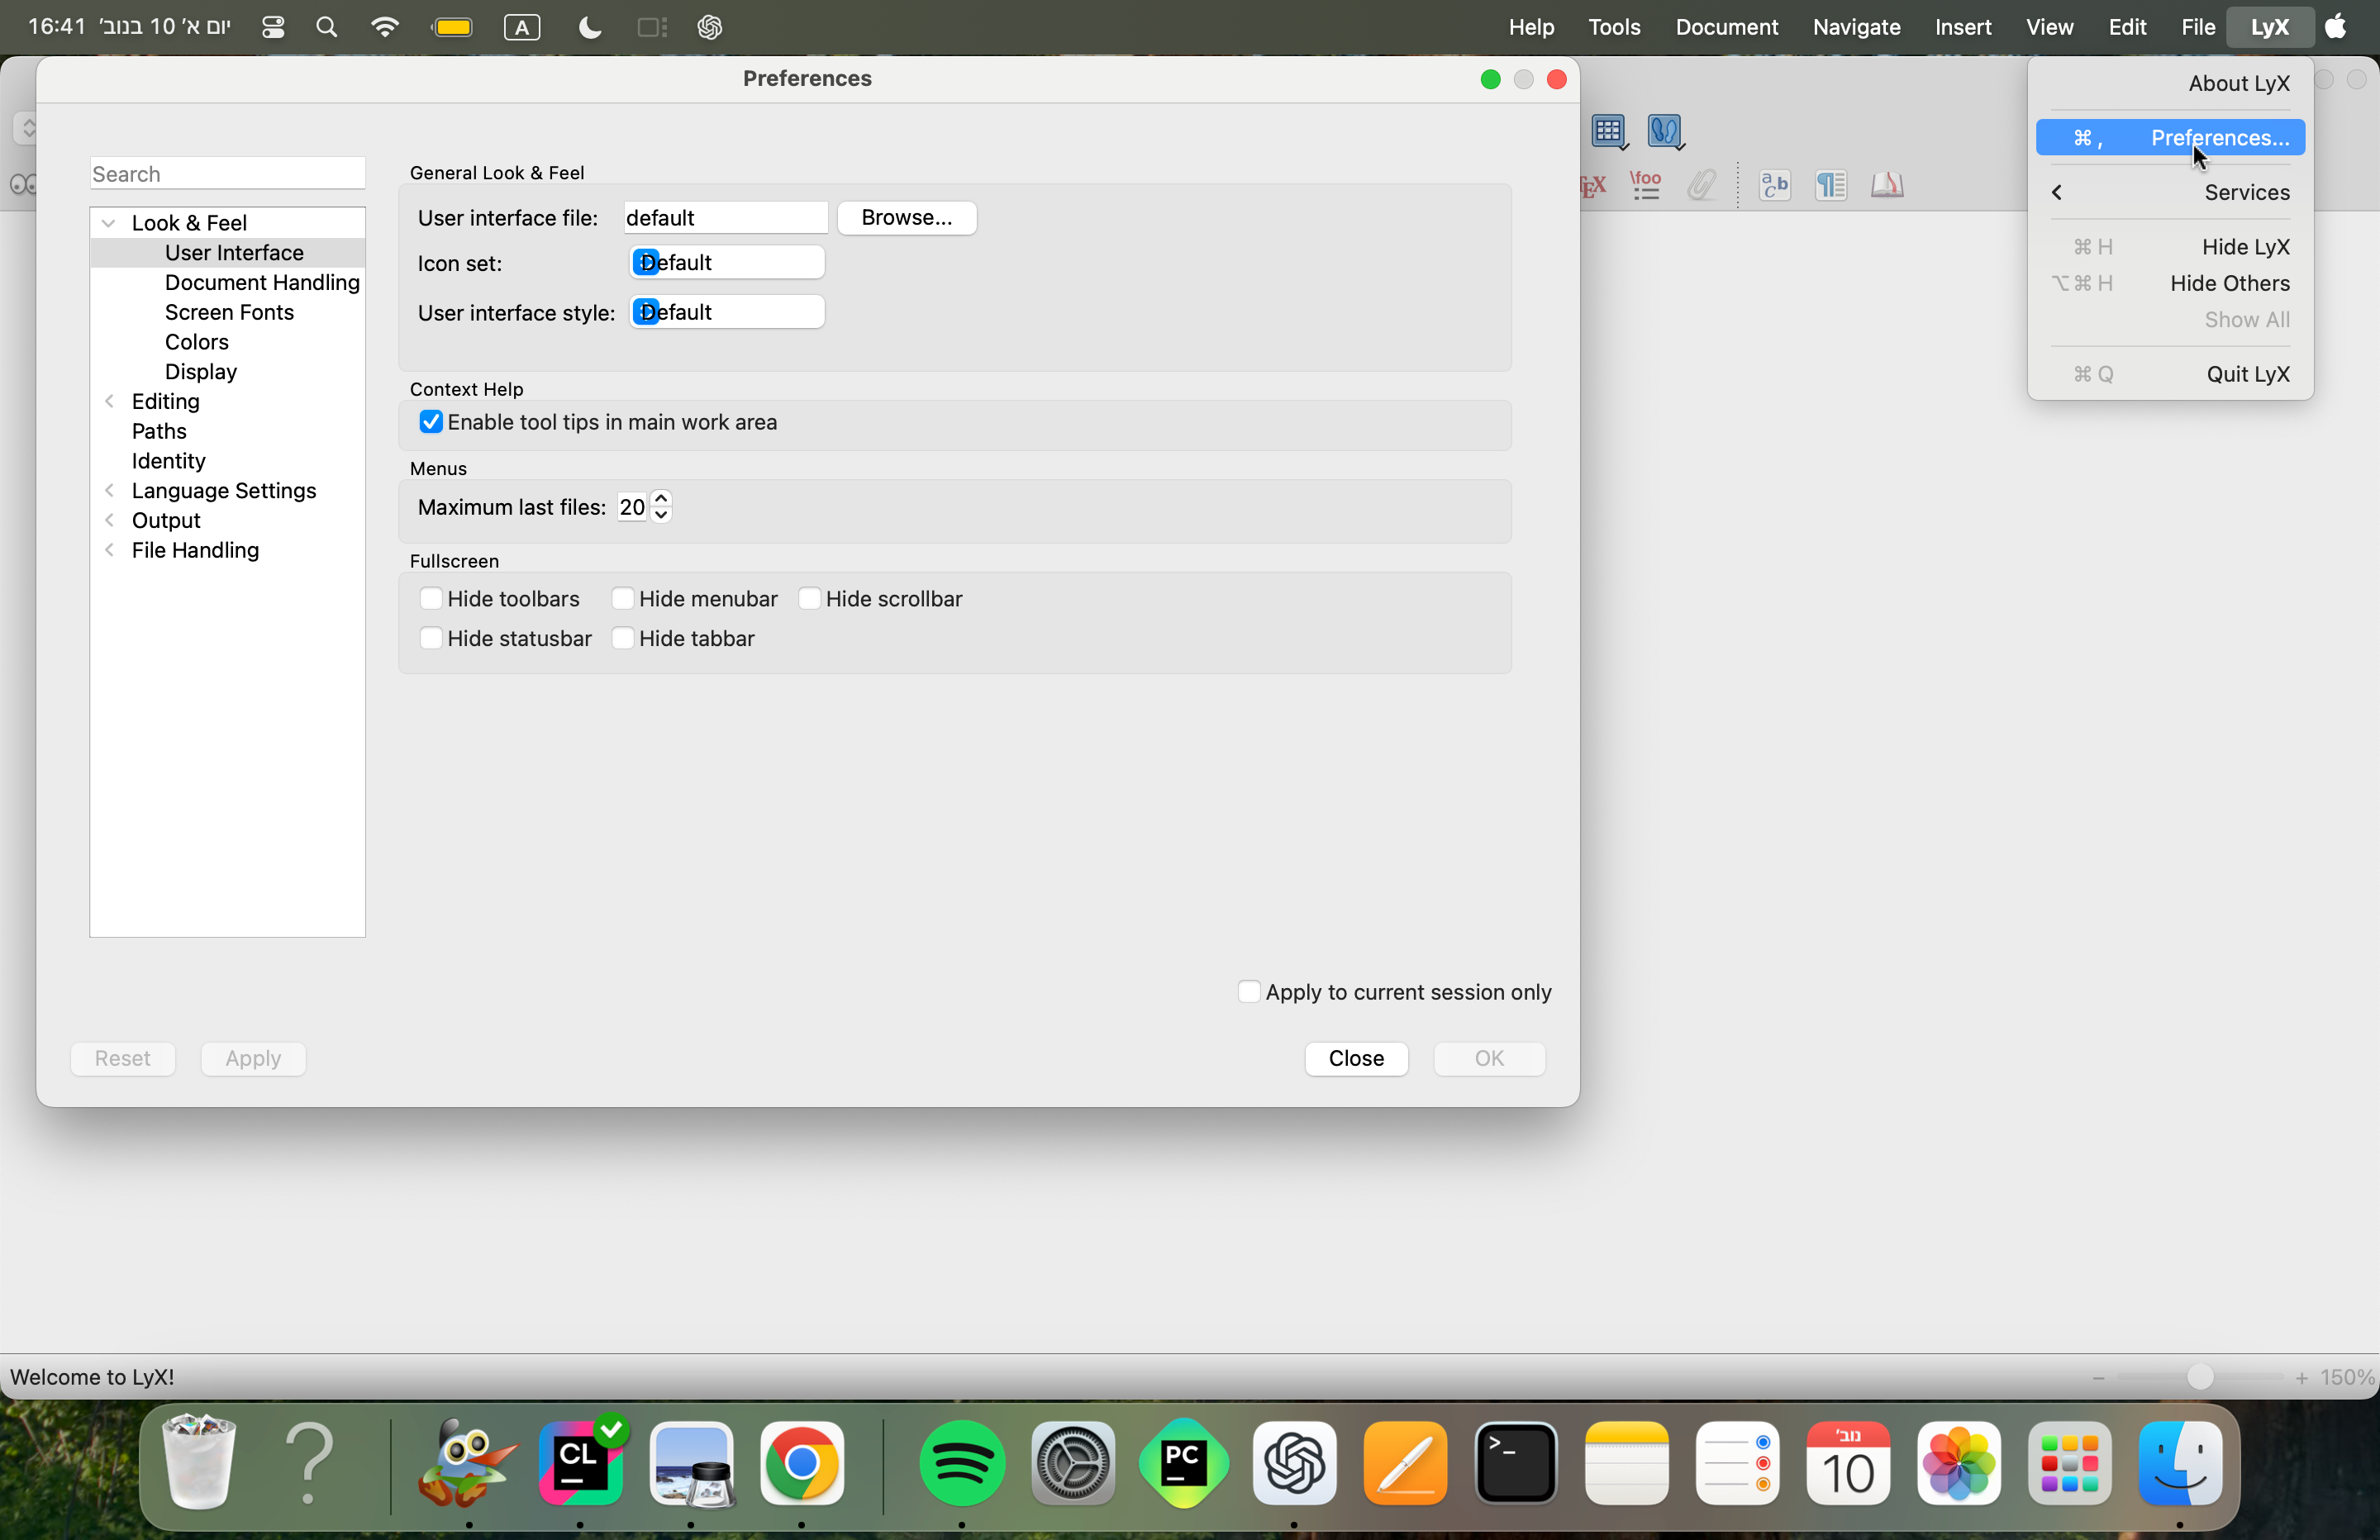 16:41 יום א׳ 10 בנוב׳
A
Help Tools Document Navigate Insert View Edit File LyX
Preferences
About LyX
⌘ , Preferences...
Services
⌘ H Hide LyX
⌥ ⌘ H Hide Others
Show All
⌘ Q Quit LyX
\foo
a b c
Search
Look & Feel
User Interface
Document Handling
Screen Fonts
Colors
Display
Editing
Paths
Identity
Language Settings
Output
File Handling
General Look & Feel
User interface file: default Browse...
Icon set: Default
User interface style: Default
Context Help
Enable tool tips in main work area
Menus
Maximum last files: 20
Fullscreen
Hide toolbars Hide menubar Hide scrollbar
Hide statusbar Hide tabbar
Apply to current session only
Reset Apply Close OK
Welcome to LyX!
− + 150%
CL
PC
>_
נוב׳
10